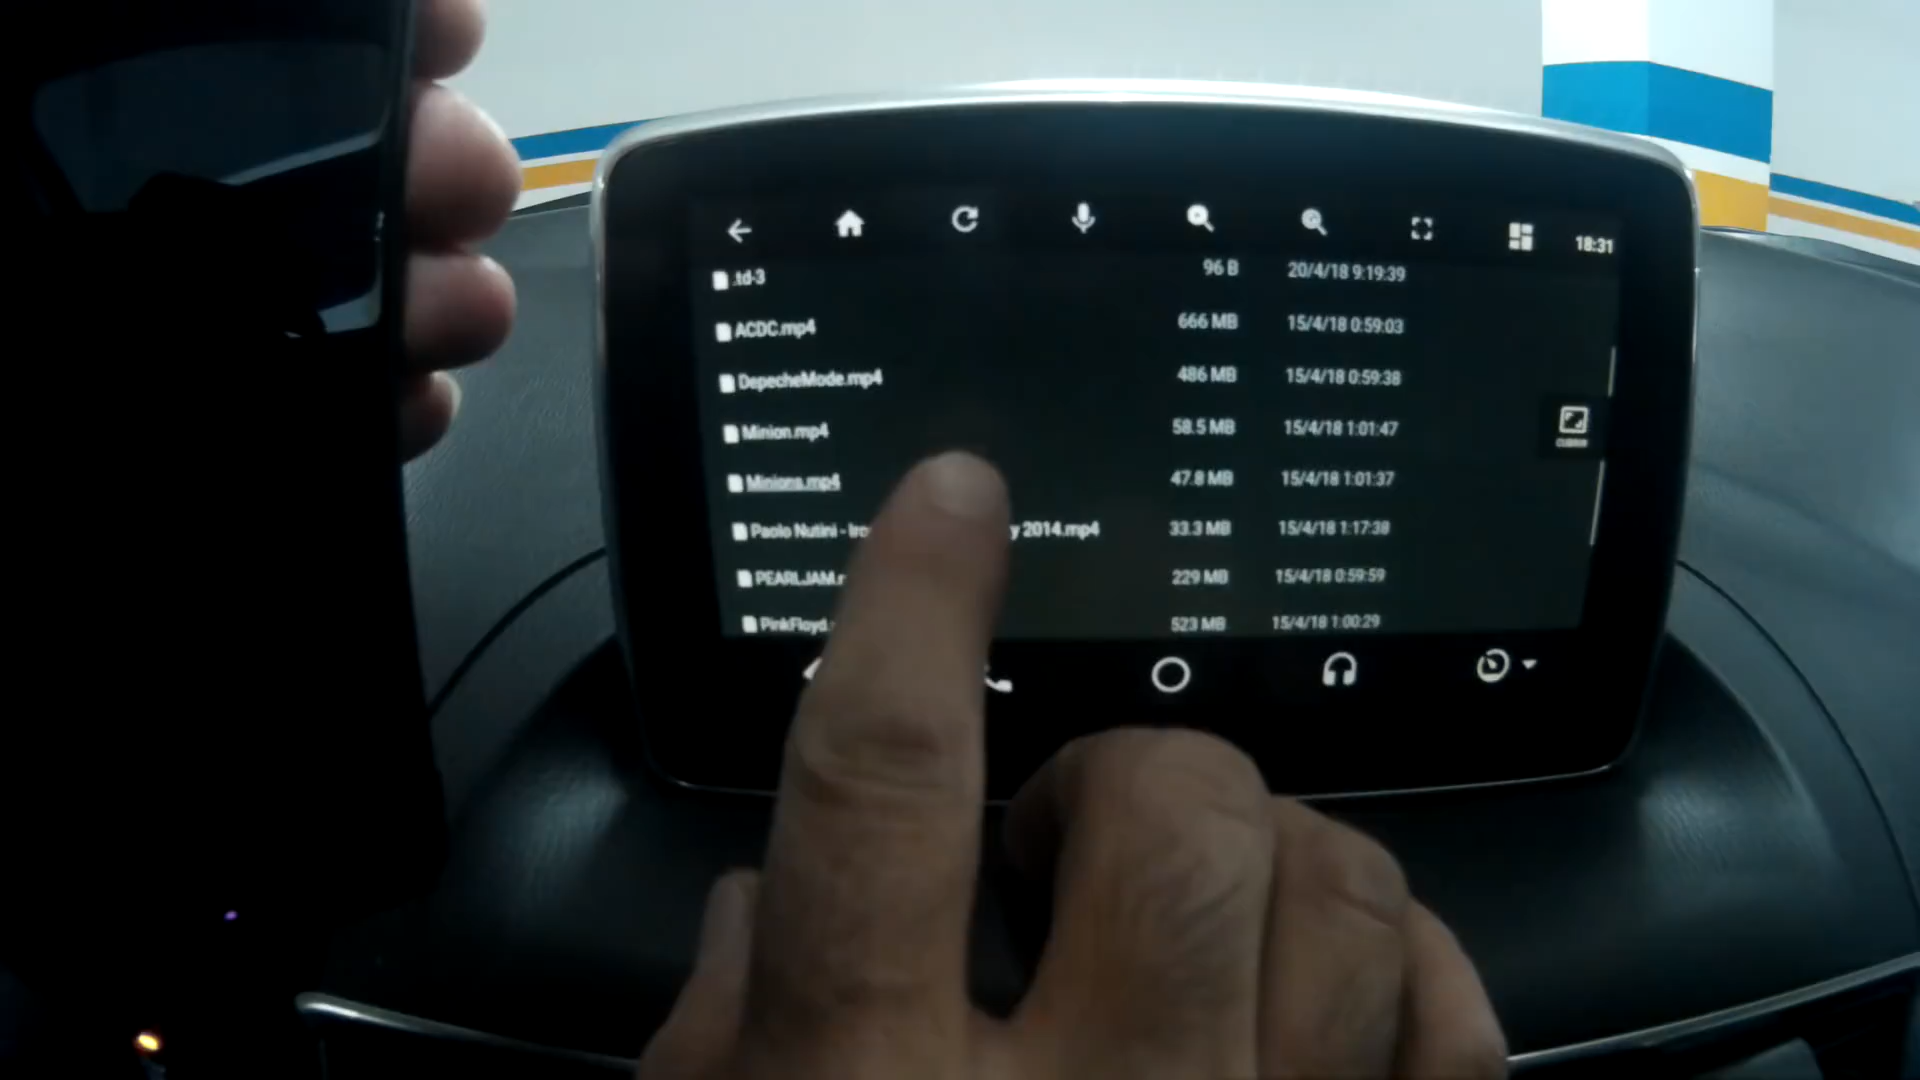 18:31
.td-3 96 B 20/4/18 9:19:39
ACDC.mp4 666 MB 15/4/18 0:59:03
DepecheMode.mp4 486 MB 15/4/18 0:59:38
Minion.mp4 58.5 MB 15/4/18 1:01:47
Minions.mp4 47.8 MB 15/4/18 1:01:37
Paolo Nutini - 2014.mp4 33.3 MB 15/4/18 1:17:38
PEARLJAM 229 MB 15/4/18 0:59:59
PinkFloyd. 523 MB 15/4/18 1:00:29